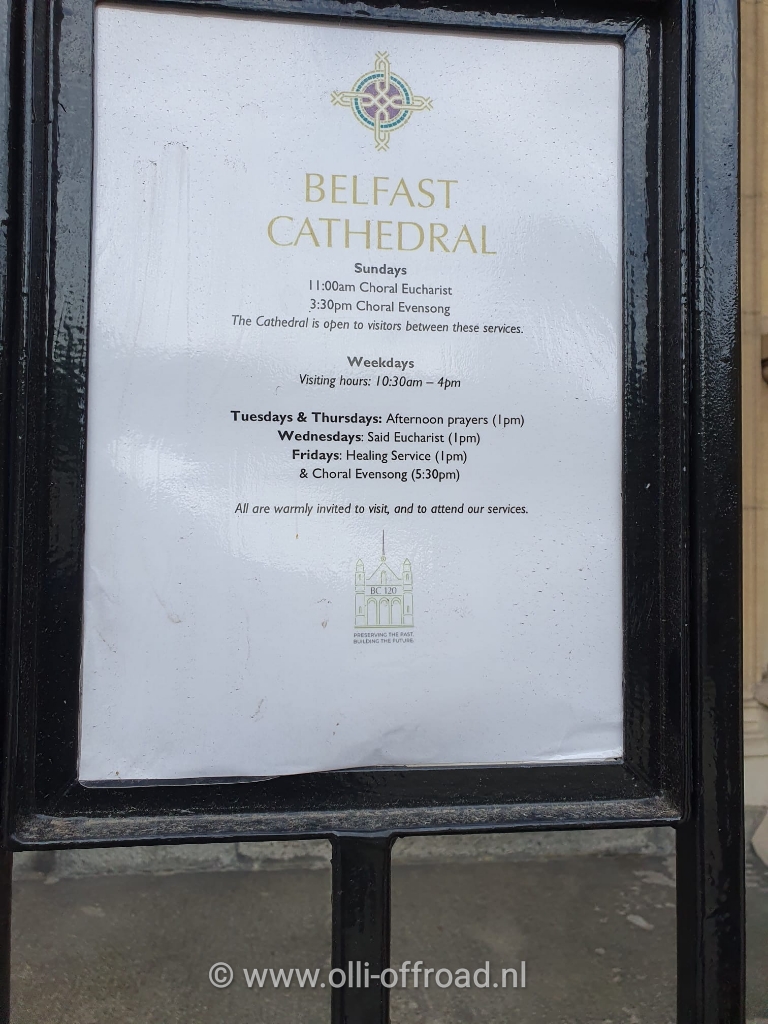 BELFAST
CATHEDRAL
Sundays
11:00am Choral Eucharist
3:30pm Choral Evensong
The Cathedral is open to visitors between these services.
Weekdays
Visiting hours: 10:30am – 4pm
Tuesdays & Thursdays: Afternoon prayers (1pm)
Wednesdays: Said Eucharist (1pm)
Fridays: Healing Service (1pm)
& Choral Evensong (5:30pm)
All are warmly invited to visit, and to attend our services.
BC 120
PRESERVING THE PAST.
BUILDING THE FUTURE.
© www.olli-offroad.nl